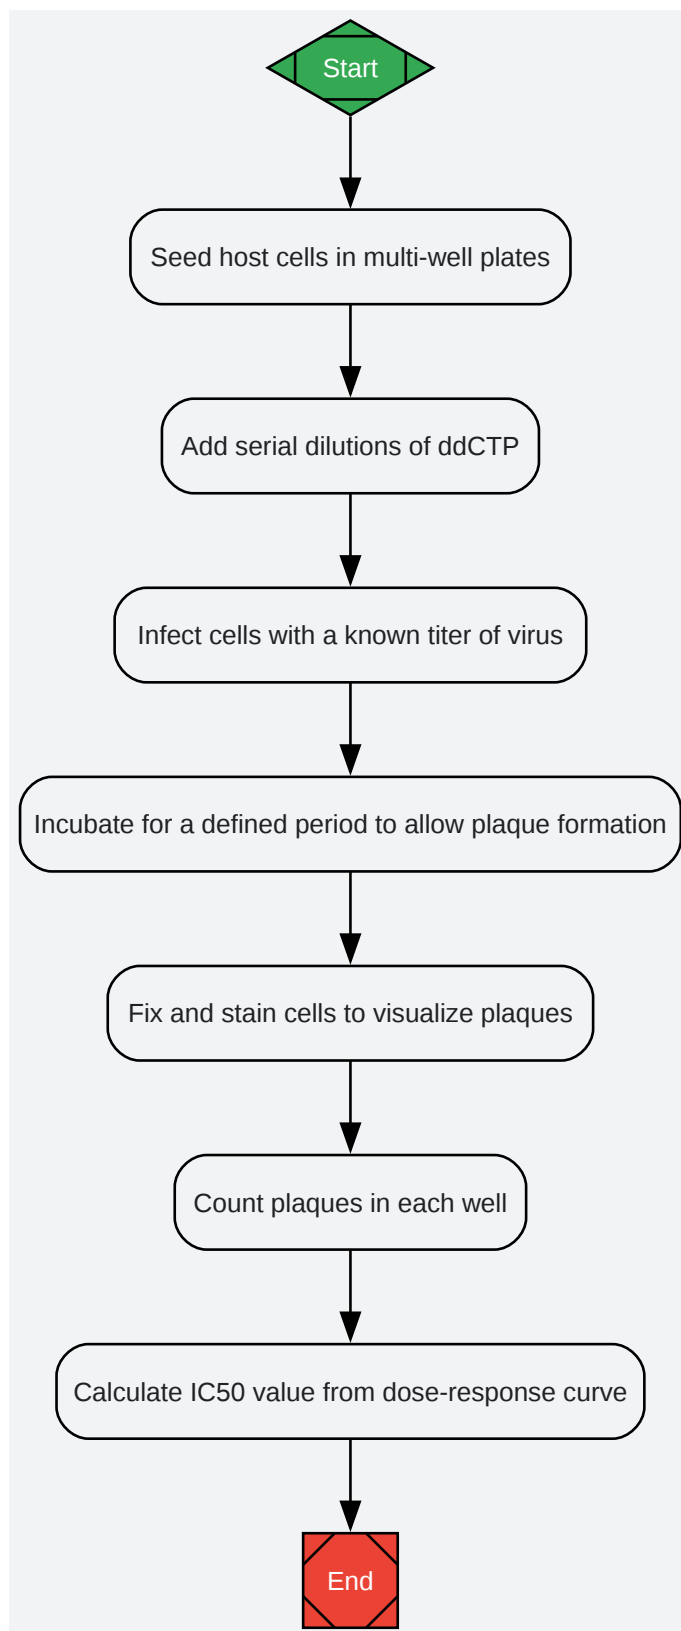 Start
Seed host cells in multi-well plates
Add serial dilutions of ddCTP
Infect cells with a known titer of virus
Incubate for a defined period to allow plaque formation
Fix and stain cells to visualize plaques
Count plaques in each well
Calculate IC50 value from dose-response curve
End